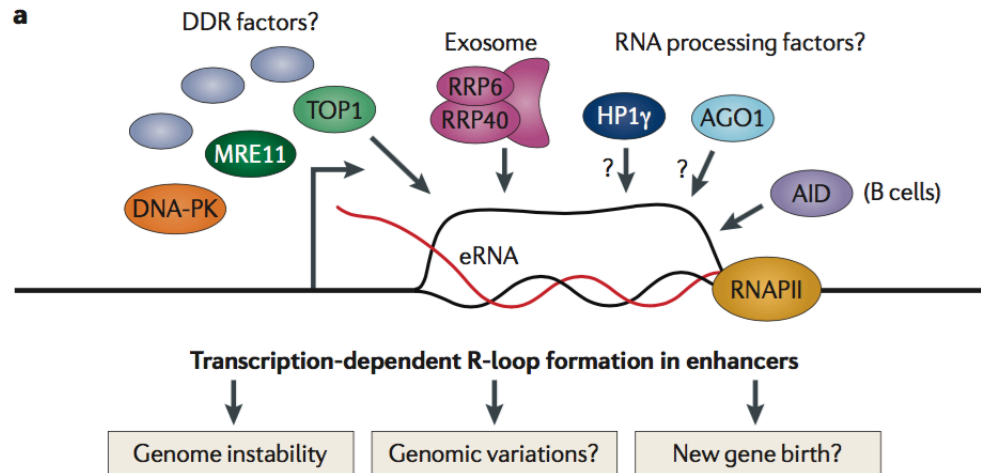 a
DDR factors?
Exosome
RNA processing factors?
TOP1
RRP6
RRP40
HP1γ
AGO1
MRE11
? ?
DNA-PK
AID (B cells)
eRNA
RNAPII
Transcription-dependent R-loop formation in enhancers
Genome instability
Genomic variations?
New gene birth?